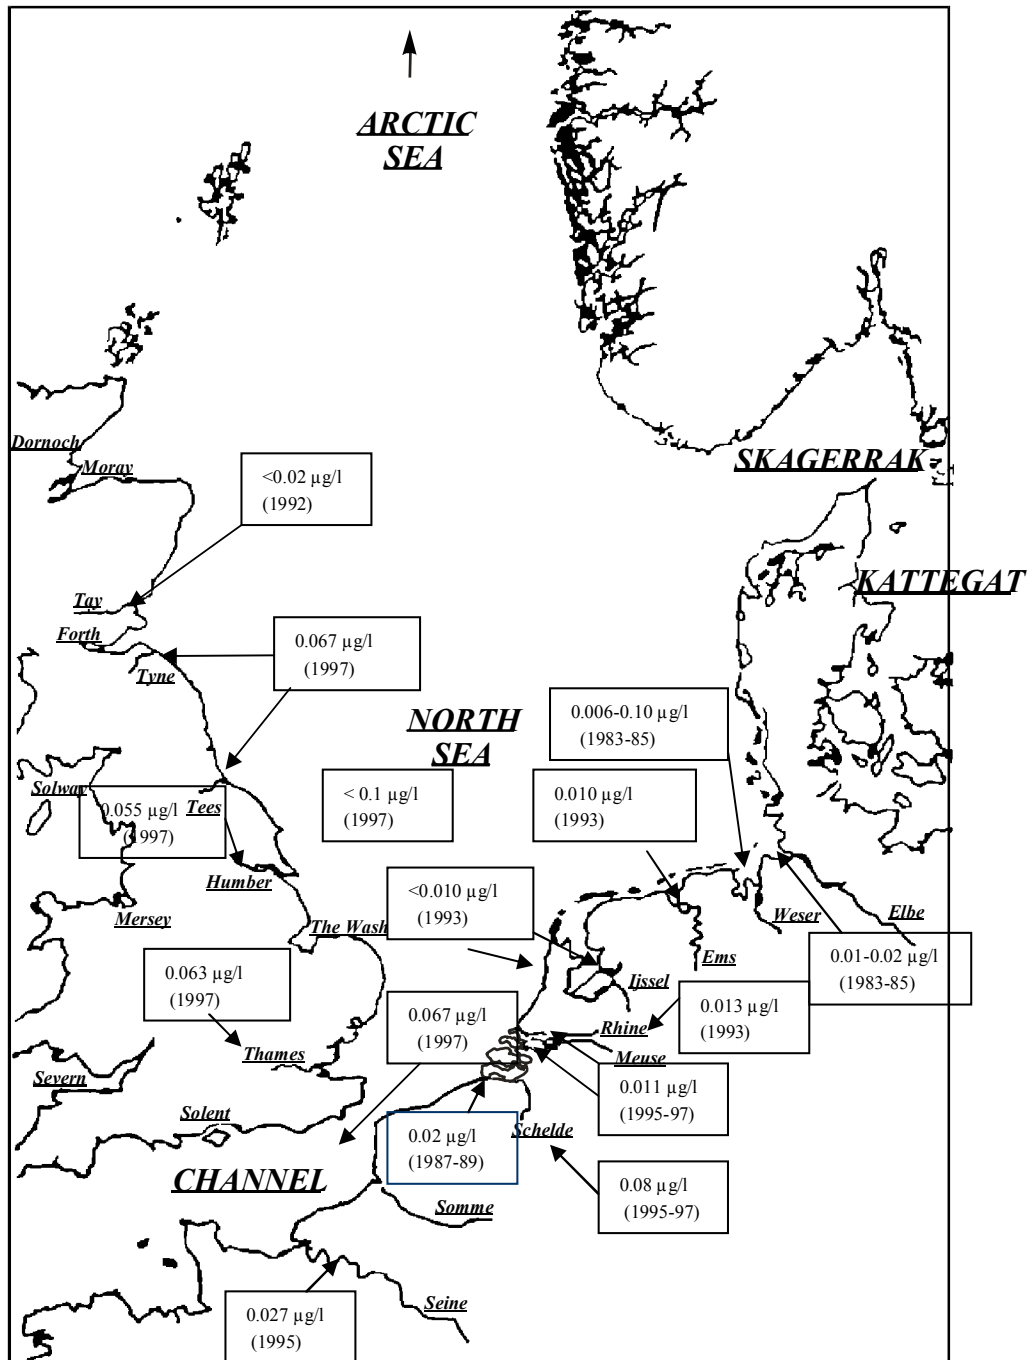 ARCTIC
SEA
Dornoch
Moray
SKAGERRAK
<0.02 µg/l
(1992)
KATTEGAT
Tay
Forth
Tyne
0.067 µg/l
(1997)
NORTH
SEA
0.006-0.10 µg/l
(1983-85)
Solway
0.055 µg/l
(1997)
Tees
< 0.1 µg/l
(1997)
0.010 µg/l
(1993)
Humber
<0.010 µg/l
(1993)
Mersey
The Wash
Weser
Elbe
Ems
0.01-0.02 µg/l
(1983-85)
0.063 µg/l
(1997)
Ijssel
0.067 µg/l
(1997)
0.013 µg/l
(1993)
Rhine
Meuse
Thames
Severn
0.011 µg/l
(1995-97)
Solent
Schelde
0.02 µg/l
(1987-89)
CHANNEL
0.08 µg/l
(1995-97)
Somme
Seine
0.027 µg/l
(1995)